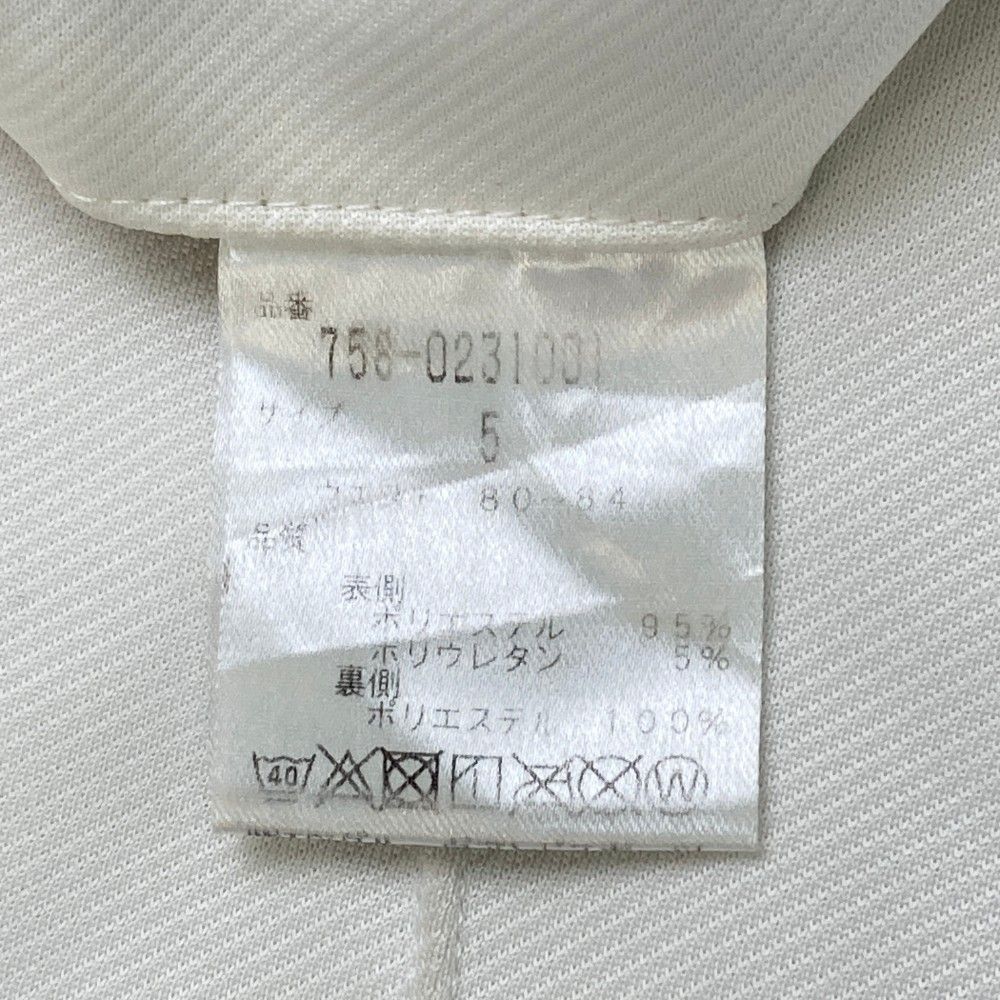 品番
758-0231001
サイズ
5
ウエスト 80~84
品質
表側
ポリエステル 95%
ポリウレタン 5%
裏側
ポリエステル 100%
40 W